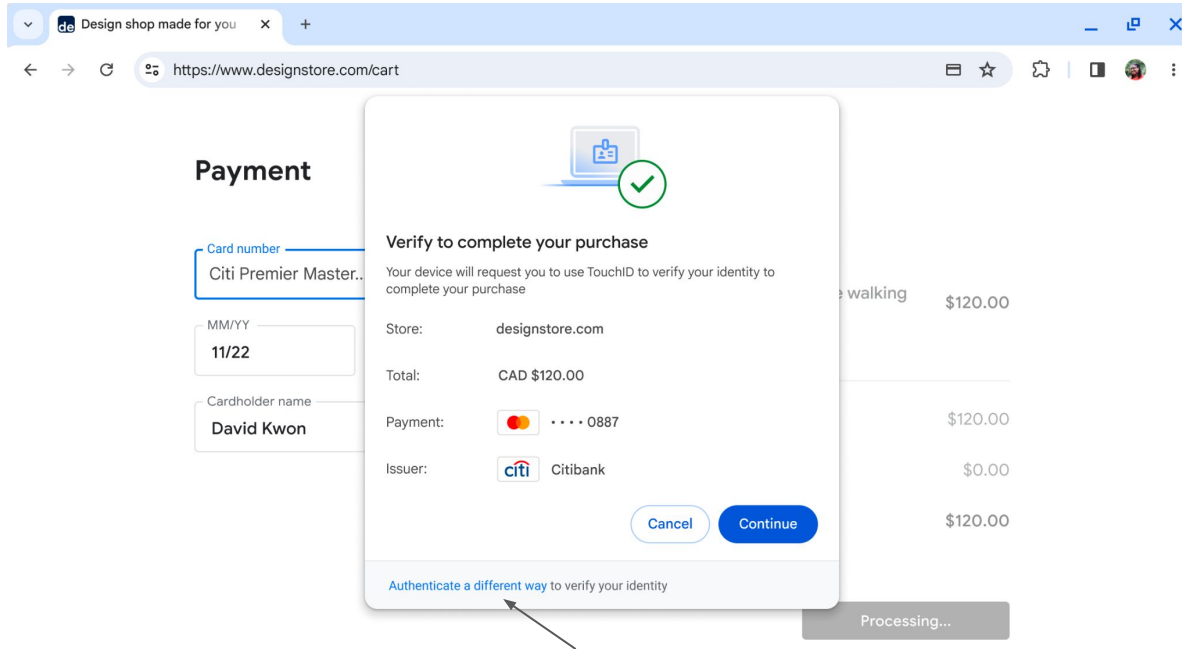 de Design shop made for you
https://www.designstore.com/cart
Payment
Card number
Citi Premier Master...
MM/YY
11/22
Cardholder name
David Kwon
Verify to complete your purchase
Your device will request you to use TouchID to verify your identity to
complete your purchase
Store: designstore.com
Total: CAD $120.00
Payment: •••• 0887
Issuer: citi Citibank
Cancel Continue
Authenticate a different way to verify your identity
walking $120.00
$120.00
$0.00
$120.00
Processing...